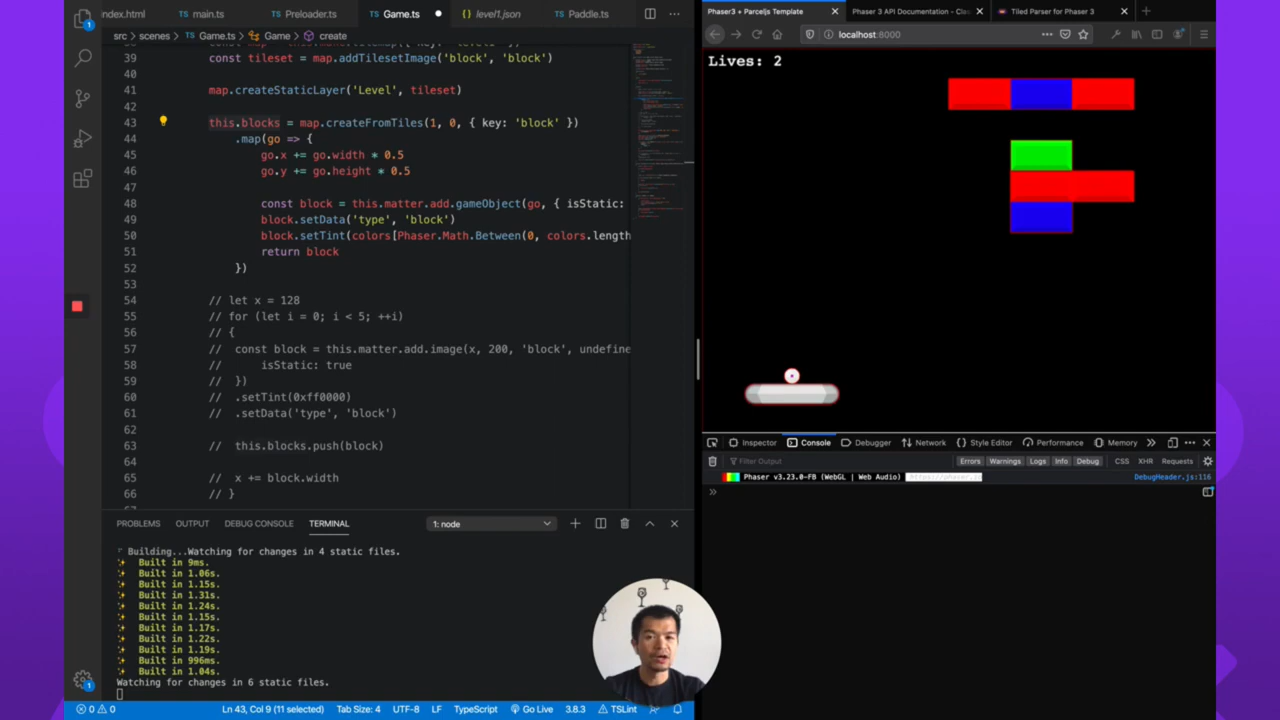 index.html
main.ts
Preloader.ts
Game.ts
level1.json
Paddle.ts
src > scenes > Game.ts > Game > create
39 const tileset = map.addTilesetImage('block', 'block')
40
41 map.createStaticLayer('Level', tileset)
42
43 this.blocks = map.createFromTiles(1, 0, { key: 'block' })
44 .map(go => {
45 go.x += go.width * 0.5
46 go.y += go.height * 0.5
47
48 const block = this.matter.add.gameObject(go, { isStatic:
49 block.setData('type', 'block')
50 block.setTint(colors[Phaser.Math.Between(0, colors.length
51 return block
52 })
53
54 // let x = 128
55 // for (let i = 0; i < 5; ++i)
56 // {
57 // const block = this.matter.add.image(x, 200, 'block', undefine
58 // isStatic: true
59 // })
60 // .setTint(0xff0000)
61 // .setData('type', 'block')
62
63 // this.blocks.push(block)
64
65 // x += block.width
66 // }
PROBLEMS OUTPUT DEBUG CONSOLE TERMINAL 1: node
Building...Watching for changes in 4 static files.
Built in 9ms.
Built in 1.06s.
Built in 1.15s.
Built in 1.31s.
Built in 1.24s.
Built in 1.15s.
Built in 1.17s.
Built in 1.22s.
Built in 1.19s.
Built in 996ms.
Built in 1.04s.
Watching for changes in 6 static files.
1
1
0 0 Ln 43, Col 9 (11 selected) Tab Size: 4 UTF-8 LF TypeScript Go Live 3.8.3 TSLint
Phaser3 + Parceljs Template
Phaser 3 API Documentation - Cla
Tiled Parser for Phaser 3
localhost:8000
Lives: 2
Inspector Console Debugger Network Style Editor Performance Memory
Filter Output Errors Warnings Logs Info Debug CSS XHR Requests
Phaser v3.23.0-FB (WebGL | Web Audio) DebugHeader.js:116